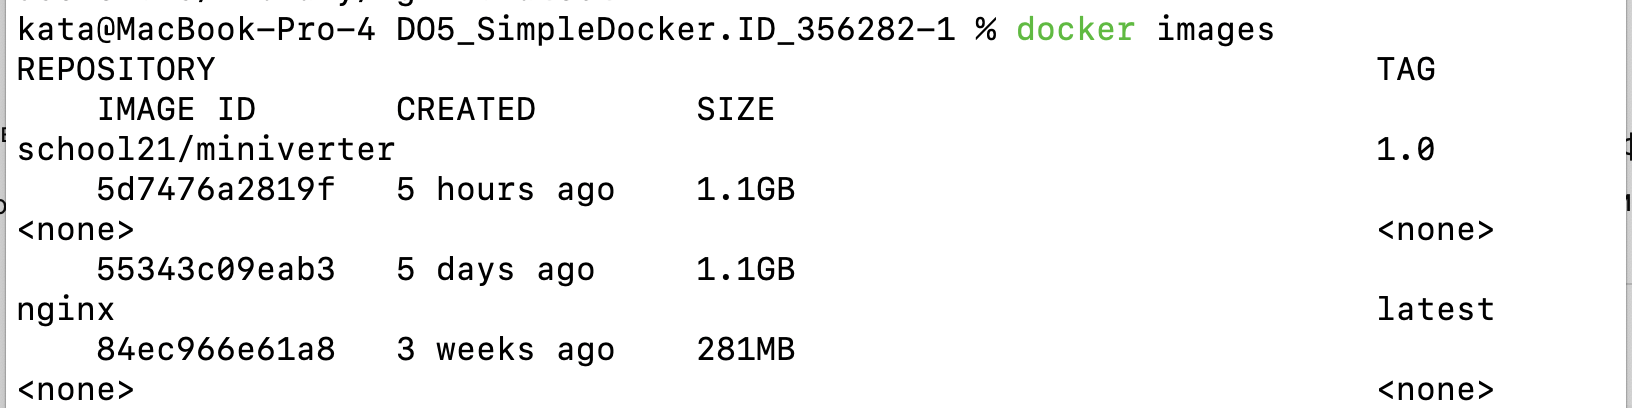 kata@MacBook-Pro-4 DO5_SimpleDocker.ID_356282-1 % docker images
REPOSITORY TAG
IMAGE ID CREATED SIZE
school21/miniverter 1.0
5d7476a2819f 5 hours ago 1.1GB
<none> <none>
55343c09eab3 5 days ago 1.1GB
nginx latest
84ec966e61a8 3 weeks ago 281MB
<none> <none>